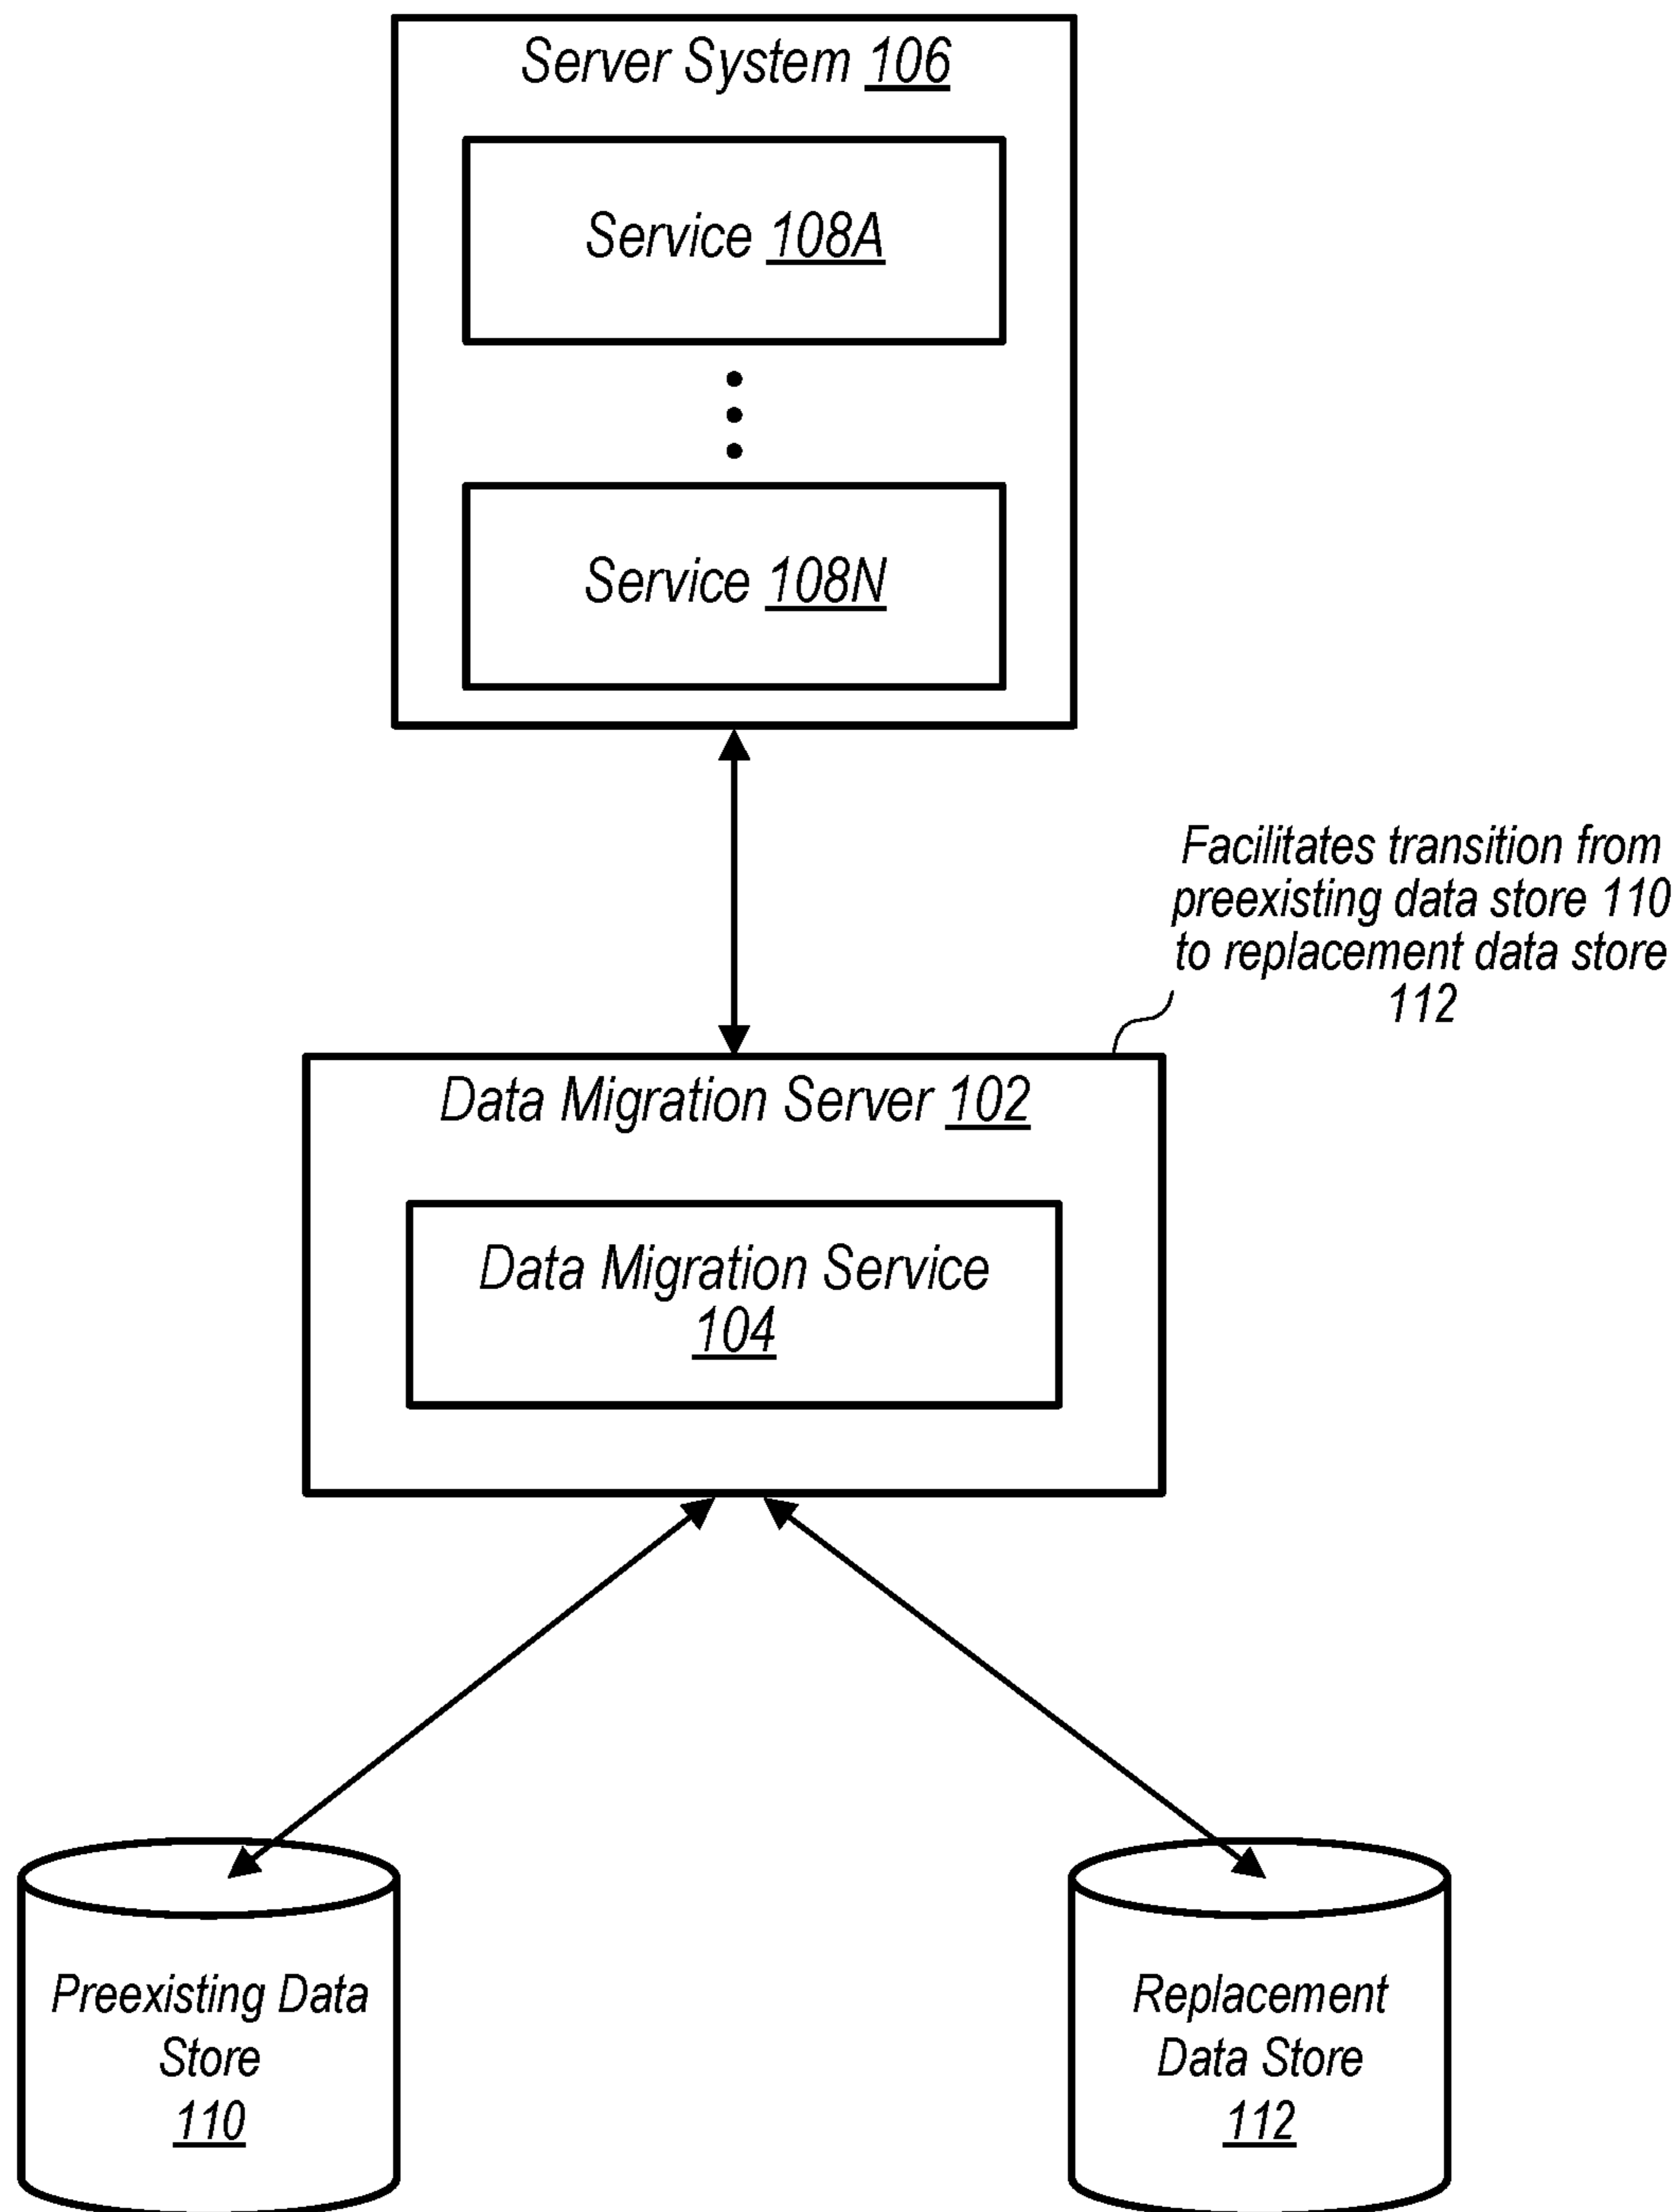 Server System 106
Service 108A
Service 108N
Facilitates transition from
preexisting data store 110
to replacement data store
112
Data Migration Server 102
Data Migration Service
104
Preexisting Data
Store
110
Replacement
Data Store
112